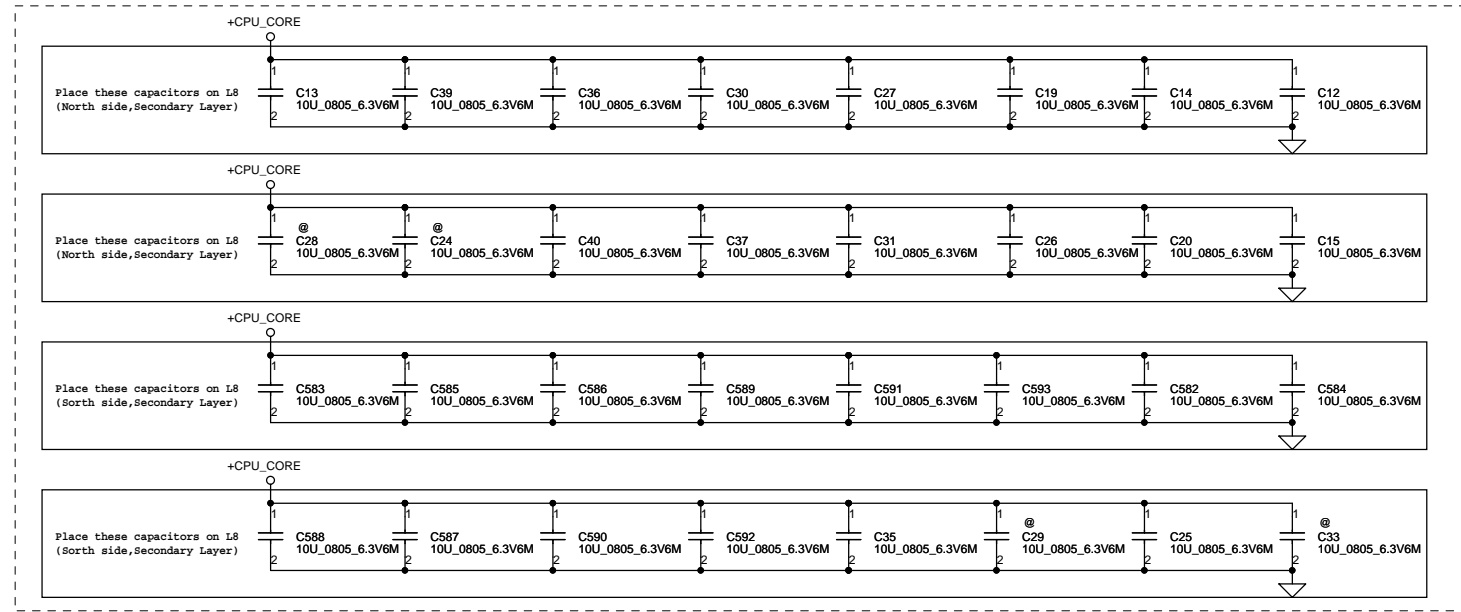 +CPU_CORE
Place these capacitors on L8
(North side,Secondary Layer)
1
2
C13
10U_0805_6.3V6M
1
2
C39
10U_0805_6.3V6M
1
2
C36
10U_0805_6.3V6M
1
2
C30
10U_0805_6.3V6M
1
2
C27
10U_0805_6.3V6M
1
2
C19
10U_0805_6.3V6M
1
2
C14
10U_0805_6.3V6M
1
2
C12
10U_0805_6.3V6M
+CPU_CORE
Place these capacitors on L8
(North side,Secondary Layer)
1
2
@
C28
10U_0805_6.3V6M
1
2
@
C24
10U_0805_6.3V6M
1
2
C40
10U_0805_6.3V6M
1
2
C37
10U_0805_6.3V6M
1
2
C31
10U_0805_6.3V6M
1
2
C26
10U_0805_6.3V6M
1
2
C20
10U_0805_6.3V6M
1
2
C15
10U_0805_6.3V6M
+CPU_CORE
Place these capacitors on L8
(Sorth side,Secondary Layer)
1
2
C583
10U_0805_6.3V6M
1
2
C585
10U_0805_6.3V6M
1
2
C586
10U_0805_6.3V6M
1
2
C589
10U_0805_6.3V6M
1
2
C591
10U_0805_6.3V6M
1
2
C593
10U_0805_6.3V6M
1
2
C582
10U_0805_6.3V6M
1
2
C584
10U_0805_6.3V6M
+CPU_CORE
Place these capacitors on L8
(Sorth side,Secondary Layer)
1
2
C588
10U_0805_6.3V6M
1
2
C587
10U_0805_6.3V6M
1
2
C590
10U_0805_6.3V6M
1
2
C592
10U_0805_6.3V6M
1
2
C35
10U_0805_6.3V6M
1
2
@
C29
10U_0805_6.3V6M
1
2
C25
10U_0805_6.3V6M
1
2
@
C33
10U_0805_6.3V6M